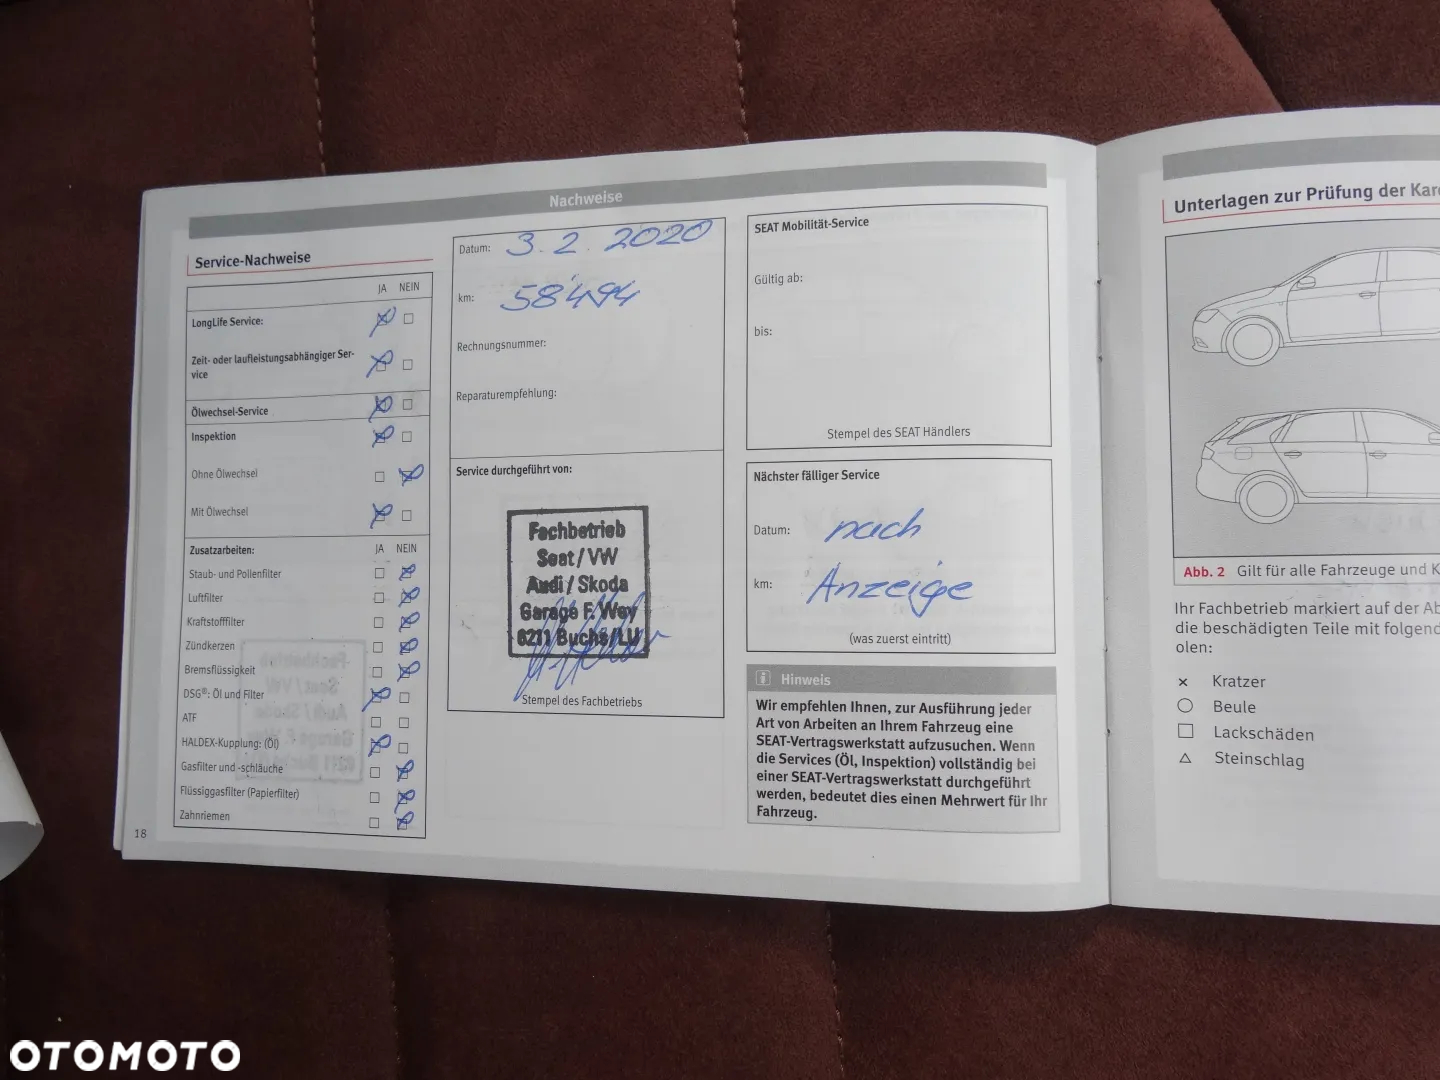 Nachweise
Service-Nachweise
JA NEIN
LongLife Service:
Zeit- oder laufleistungsabhängiger Ser-
vice
Ölwechsel-Service
Inspektion
Ohne Ölwechsel
Mit Ölwechsel
Zusatzarbeiten: JA NEIN
Staub- und Pollenfilter
Luftfilter
Kraftstofffilter
Zündkerzen
Bremsflüssigkeit
DSG®: Öl und Filter
ATF
HALDEX-Kupplung: (Öl)
Gasfilter und -schläuche
Flüssiggasfilter (Papierfilter)
Zahnriemen
18
Datum: 3.2.2020
km: 58'494
Rechnungsnummer:
Reparaturempfehlung:
Service durchgeführt von:
Fachbetrieb
Seat / VW
Audi / Skoda
Garage F. Wey
6211 Buchs/LU
Stempel des Fachbetriebs
SEAT Mobilität-Service
Gültig ab:
bis:
Stempel des SEAT Händlers
Nächster fälliger Service
Datum: nach
km: Anzeige
(was zuerst eintritt)
i Hinweis
Wir empfehlen Ihnen, zur Ausführung jeder
Art von Arbeiten an Ihrem Fahrzeug eine
SEAT-Vertragswerkstatt aufzusuchen. Wenn
die Services (Öl, Inspektion) vollständig bei
einer SEAT-Vertragswerkstatt durchgeführt
werden, bedeutet dies einen Mehrwert für Ihr
Fahrzeug.
Unterlagen zur Prüfung der Karo
Abb. 2 Gilt für alle Fahrzeuge und K
Ihr Fachbetrieb markiert auf der Ab
die beschädigten Teile mit folgend
olen:
× Kratzer
○ Beule
□ Lackschäden
△ Steinschlag
OTOMOTO